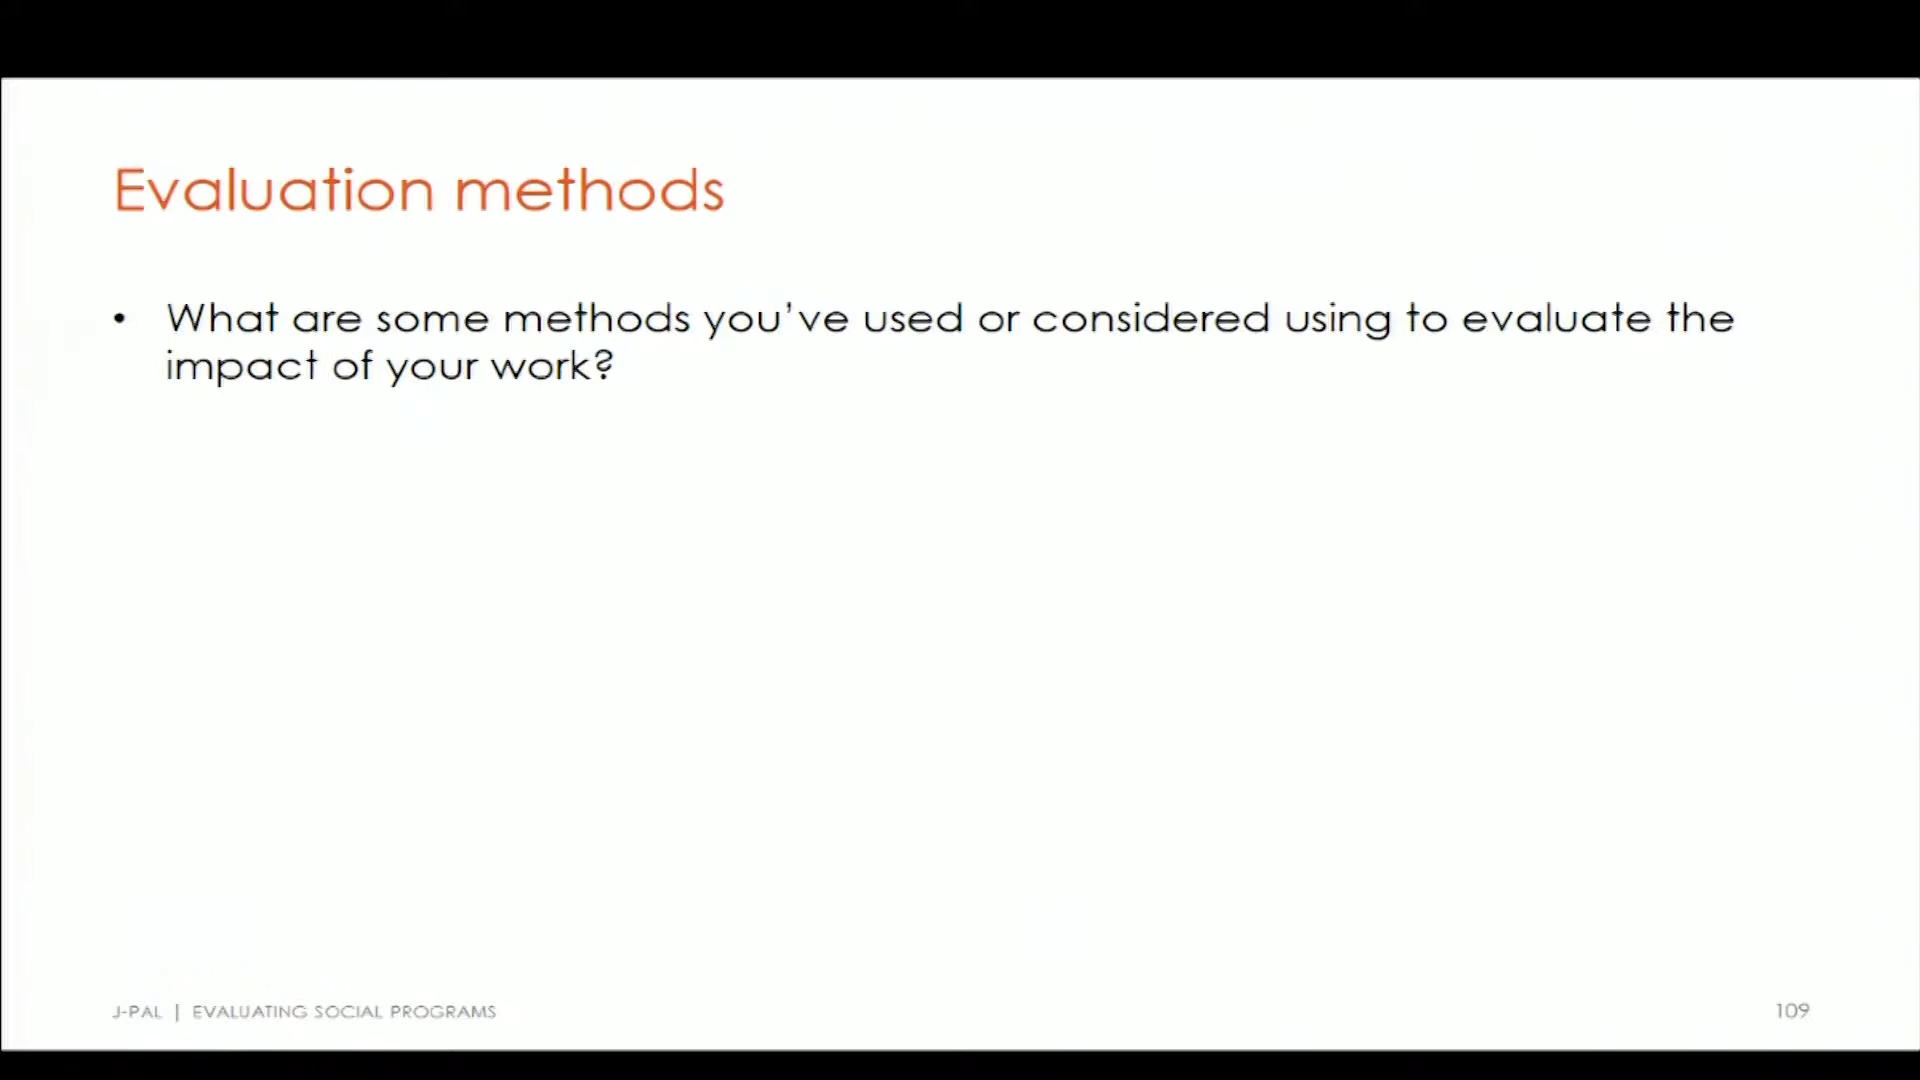 Evaluation methods
• What are some methods you've used or considered using to evaluate the
impact of your work?
J-PAL | EVALUATING SOCIAL PROGRAMS
109